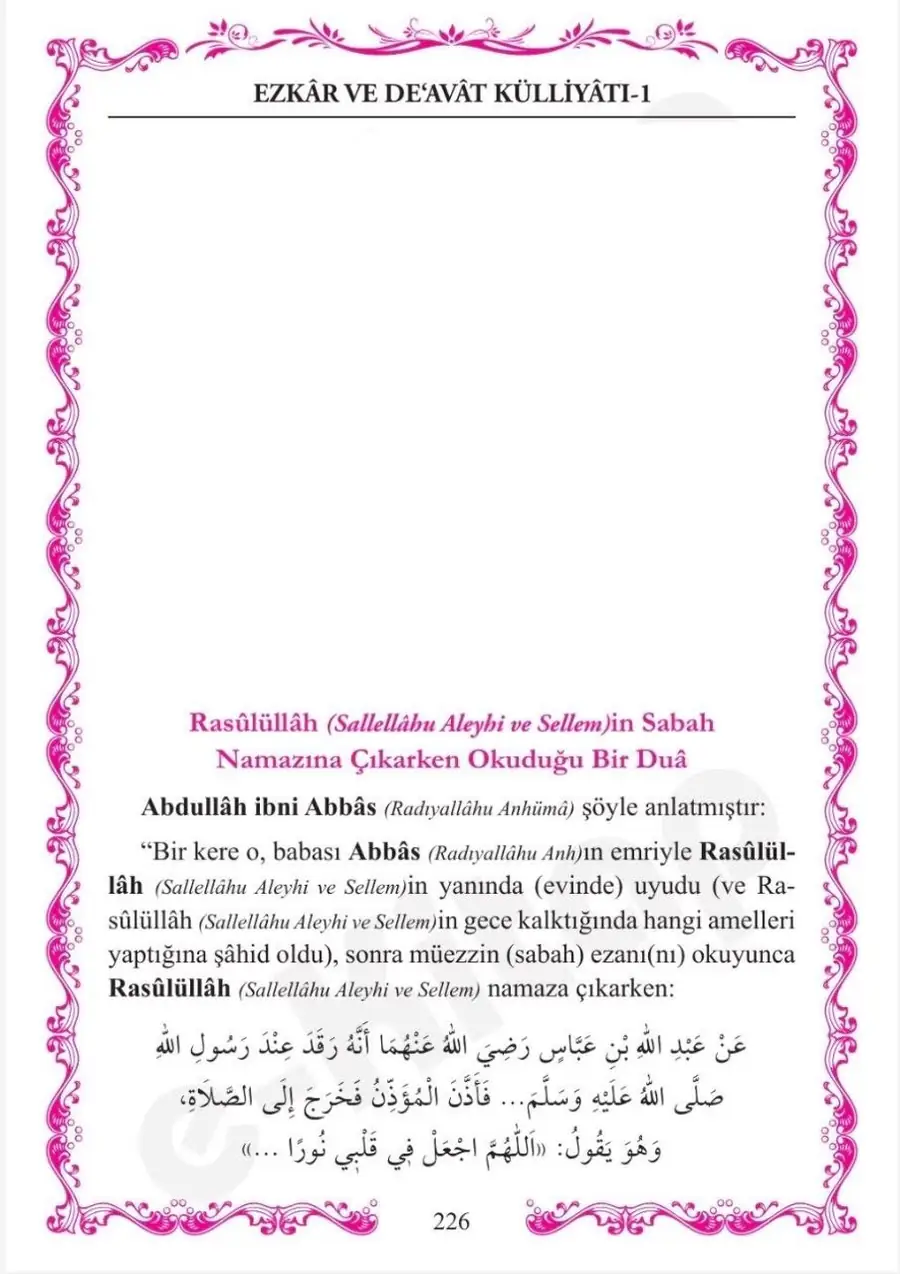 EZKÂR VE DE‘AVÂT KÜLLİYÂTI-1
Rasûlüllâh (Sallellâhu Aleyhi ve Sellem)in Sabah
Namazına Çıkarken Okuduğu Bir Duâ
Abdullâh ibni Abbâs (Radıyallâhu Anhümâ) şöyle anlatmıştır:
“Bir kere o, babası Abbâs (Radıyallâhu Anh)ın emriyle Rasûlül-
lâh (Sallellâhu Aleyhi ve Sellem)in yanında (evinde) uyudu (ve Ra-
sûlüllâh (Sallellâhu Aleyhi ve Sellem)in gece kalktığında hangi amelleri
yaptığına şâhid oldu), sonra müezzin (sabah) ezanı(nı) okuyunca
Rasûlüllâh (Sallellâhu Aleyhi ve Sellem) namaza çıkarken:
عَنْ عَبْدِ اللهِ بْنِ عَبَّاسٍ رَضِيَ اللهُ عَنْهُمَا أَنَّهُ رَقَدَ عِنْدَ رَسُولِ اللهِ
صَلَّى اللهُ عَلَيْهِ وَسَلَّمَ... فَأَذَّنَ الْمُؤَذِّنُ فَخَرَجَ إِلَى الصَّلَاةِ،
وَهُوَ يَقُولُ: «اَللّٰهُمَّ اجْعَلْ فِي قَلْبِي نُورًا ...»
226